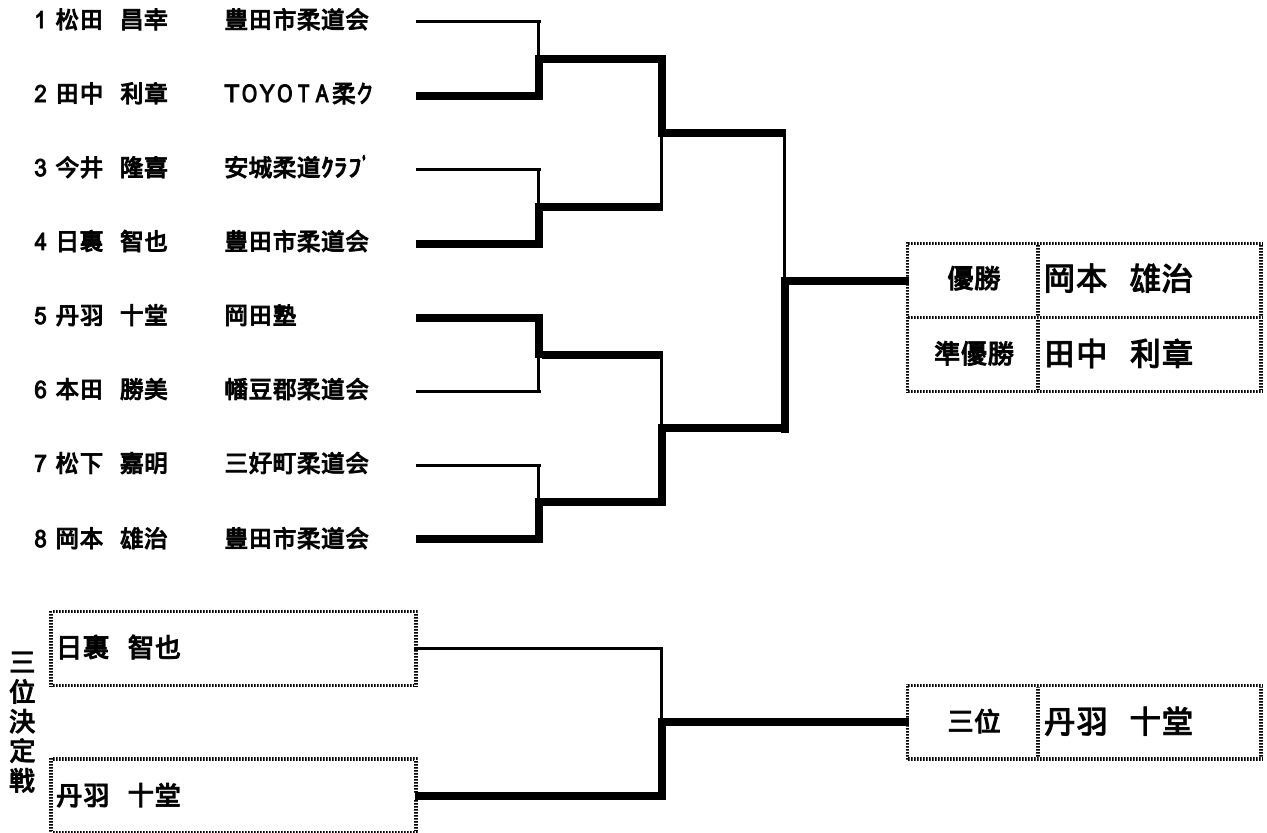 1 松田 昌幸 豊田市柔道会
2 田中 利章 TOYOTA柔ク
3 今井 隆喜 安城柔道ｸﾗﾌﾞ
4 日裏 智也 豊田市柔道会
5 丹羽 十堂 岡田塾
6 本田 勝美 幡豆郡柔道会
7 松下 嘉明 三好町柔道会
8 岡本 雄治 豊田市柔道会
優勝 岡本 雄治
準優勝 田中 利章
三位決定戦
日裏 智也
丹羽 十堂
三位 丹羽 十堂